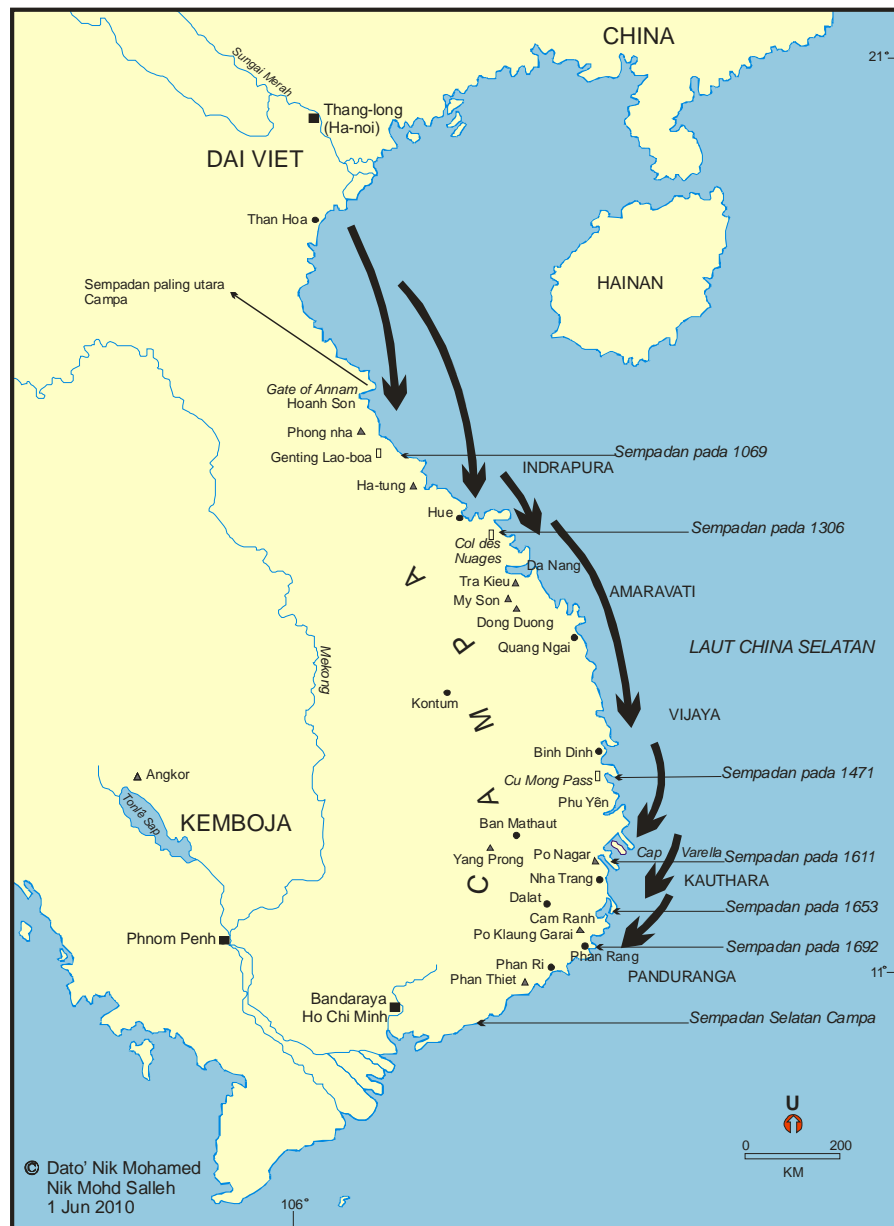 CHINA
21°
Sungai Merah
Thang-long
(Ha-noi)
DAI VIET
Than Hoa
HAINAN
Sempadan paling utara
Campa
Gate of Annam
Hoanh Son
Phong nha
Genting Lao-boa
Sempadan pada 1069
INDRAPURA
Ha-tung
Hue
Sempadan pada 1306
Col des
Nuages
Da Nang
Tra Kieu
AMARAVATI
My Son
Dong Duong
Quang Ngai
LAUT CHINA SELATAN
Mekong
Kontum
VIJAYA
Binh Dinh
Angkor
Cu Mong Pass
Sempadan pada 1471
Phu Yên
Tonlê Sap
KEMBOJA
Ban Mathaut
Yang Prong
Po Nagar
Cap Varella
Sempadan pada 1611
Nha Trang
KAUTHARA
Dalat
Cam Ranh
Sempadan pada 1653
Po Klaung Garai
Phnom Penh
Phan Rang
Sempadan pada 1692
Phan Ri
PANDURANGA
11°
Phan Thiet
Bandaraya
Ho Chi Minh
Sempadan Selatan Campa
CAMPA
U
0 200
KM
© Dato' Nik Mohamed
Nik Mohd Salleh
1 Jun 2010
106°